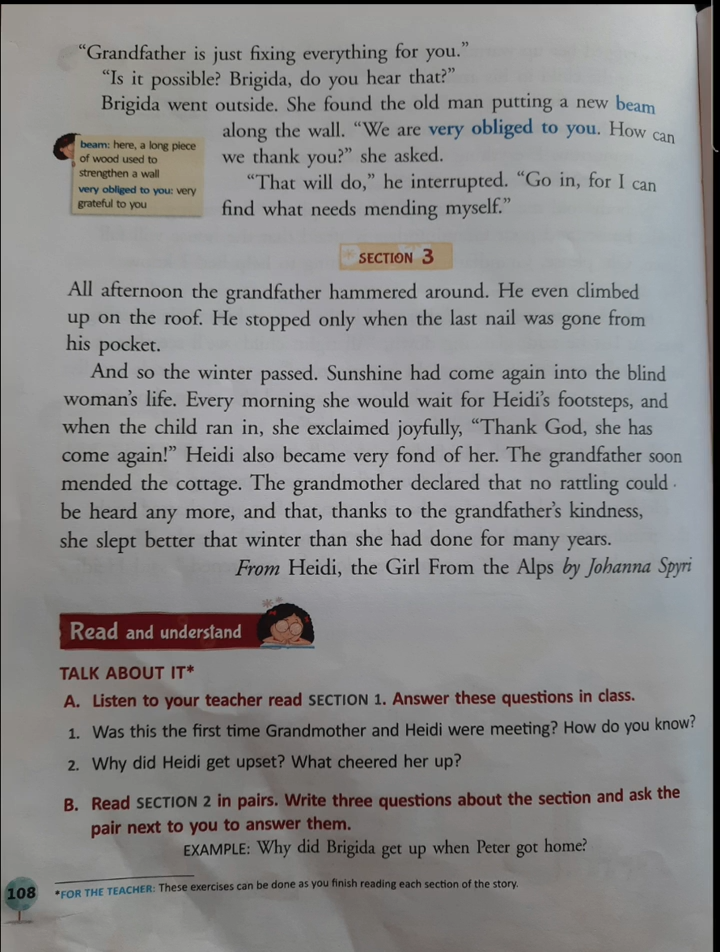 “Grandfather is just fixing everything for you.”
“Is it possible? Brigida, do you hear that?”
Brigida went outside. She found the old man putting a new beam
along the wall. “We are very obliged to you. How can
we thank you?” she asked.
“That will do,” he interrupted. “Go in, for I can
find what needs mending myself.”
beam: here, a long piece
of wood used to
strengthen a wall
very obliged to you: very
grateful to you
SECTION 3
All afternoon the grandfather hammered around. He even climbed
up on the roof. He stopped only when the last nail was gone from
his pocket.
And so the winter passed. Sunshine had come again into the blind
woman’s life. Every morning she would wait for Heidi’s footsteps, and
when the child ran in, she exclaimed joyfully, “Thank God, she has
come again!” Heidi also became very fond of her. The grandfather soon
mended the cottage. The grandmother declared that no rattling could
be heard any more, and that, thanks to the grandfather’s kindness,
she slept better that winter than she had done for many years.
From Heidi, the Girl From the Alps by Johanna Spyri
Read and understand
TALK ABOUT IT*
A. Listen to your teacher read SECTION 1. Answer these questions in class.
1. Was this the first time Grandmother and Heidi were meeting? How do you know?
2. Why did Heidi get upset? What cheered her up?
B. Read SECTION 2 in pairs. Write three questions about the section and ask the
pair next to you to answer them.
EXAMPLE: Why did Brigida get up when Peter got home?
108
*FOR THE TEACHER: These exercises can be done as you finish reading each section of the story.